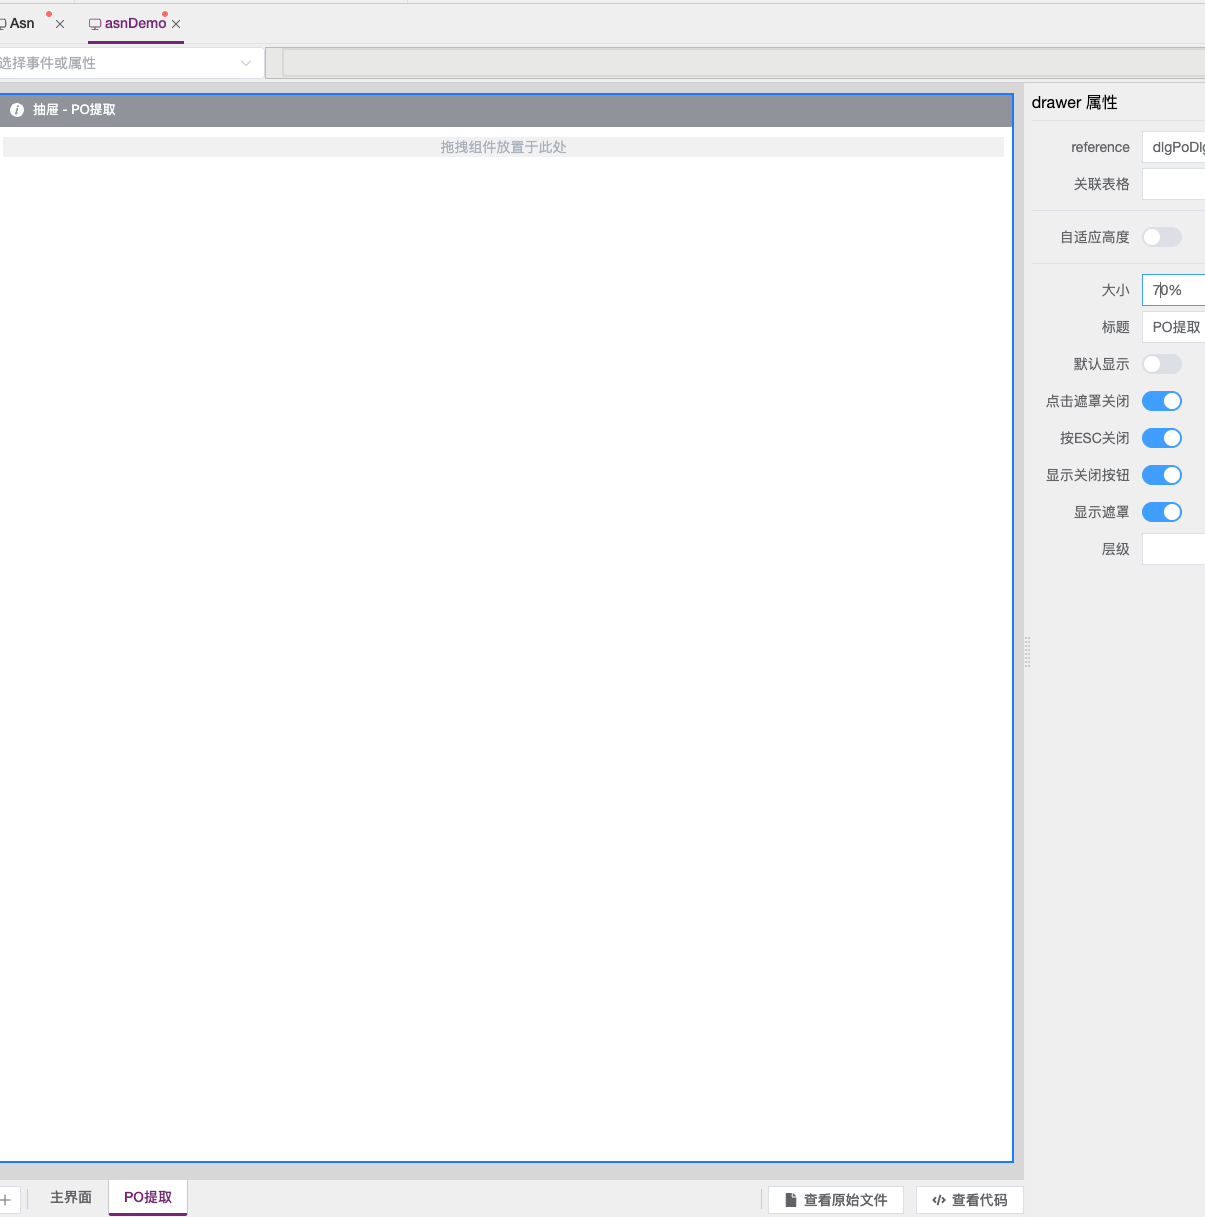 Asn
asnDemo
选择事件或属性
抽屉 - PO提取
拖拽组件放置于此处
drawer 属性
reference
dlgPoDlg
关联表格
自适应高度
大小
70%
标题
PO提取
默认显示
点击遮罩关闭
按ESC关闭
显示关闭按钮
显示遮罩
层级
主界面
PO提取
查看原始文件
查看代码